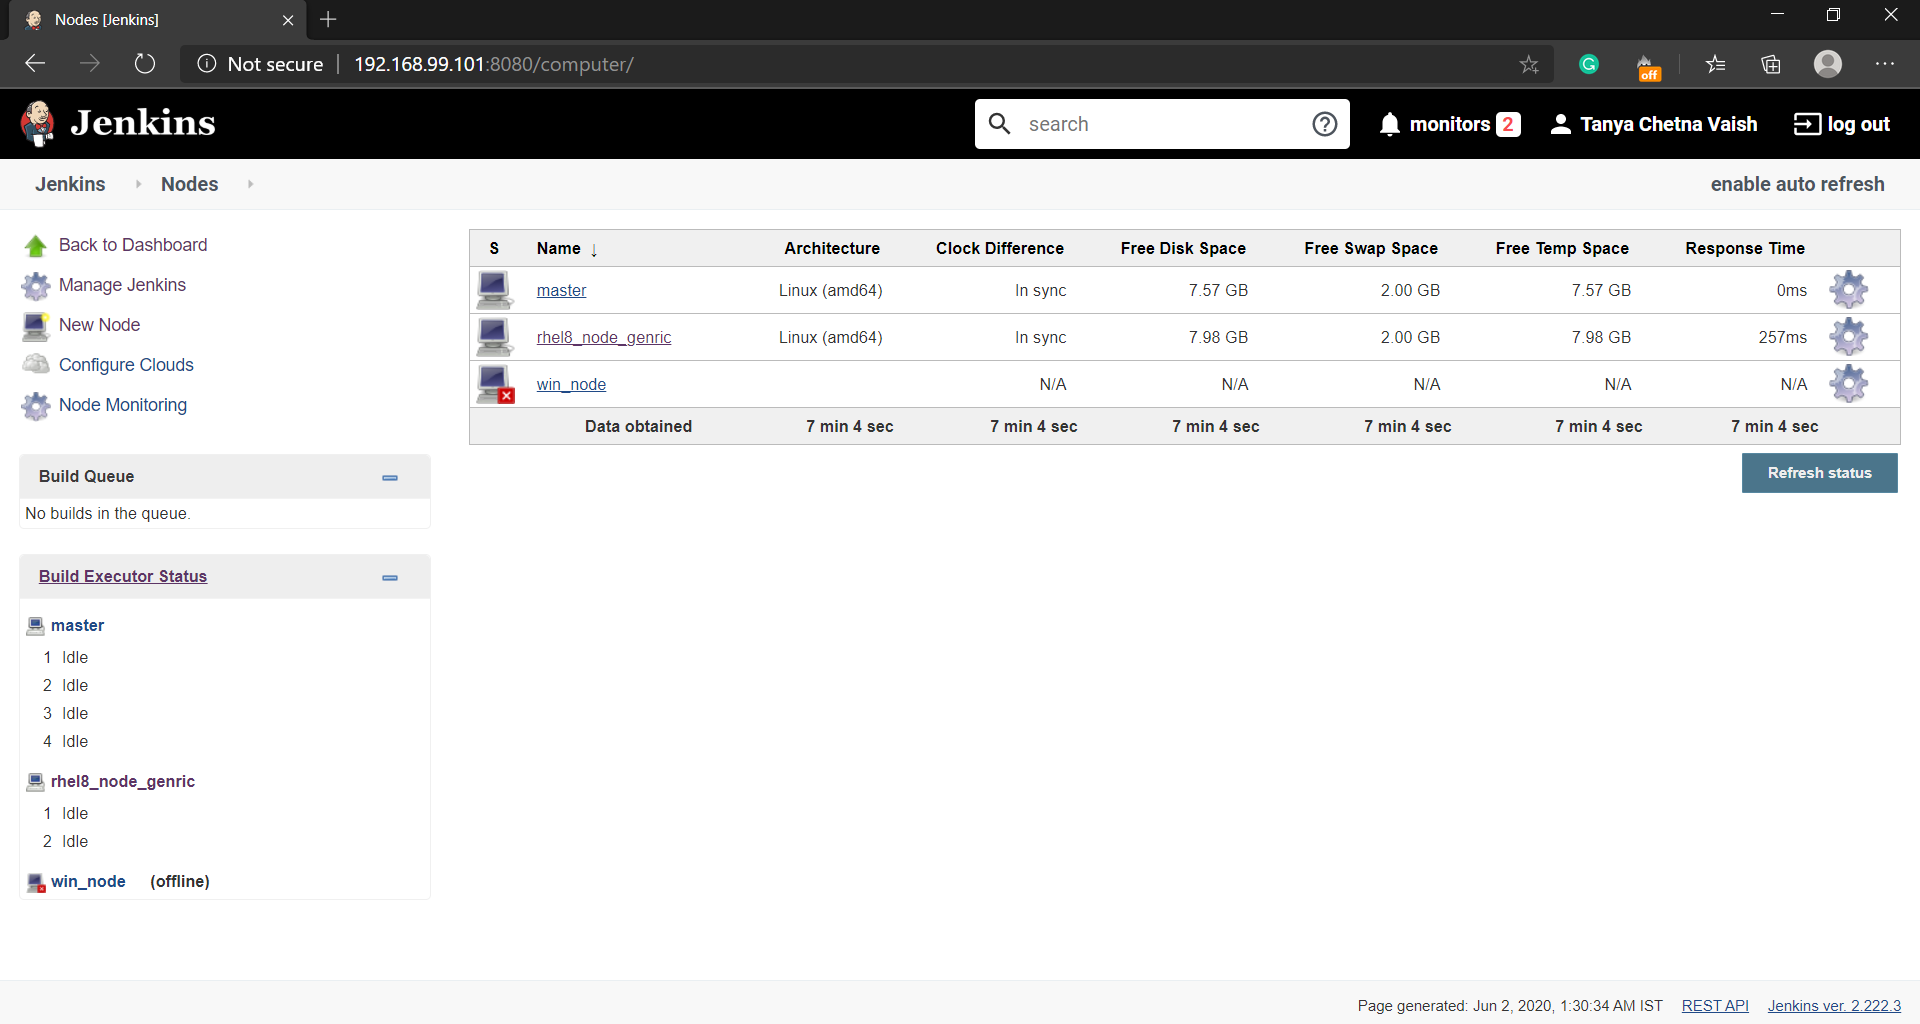 Nodes [Jenkins]
Not secure | 192.168.99.101:8080/computer/
G
off
Jenkins
search
monitors 2
Tanya Chetna Vaish
log out
Jenkins
Nodes
enable auto refresh
Back to Dashboard
Manage Jenkins
New Node
Configure Clouds
Node Monitoring
S Name ↓ Architecture Clock Difference Free Disk Space Free Swap Space Free Temp Space Response Time
master Linux (amd64) In sync 7.57 GB 2.00 GB 7.57 GB 0ms
rhel8_node_genric Linux (amd64) In sync 7.98 GB 2.00 GB 7.98 GB 257ms
win_node N/A N/A N/A N/A N/A
Data obtained 7 min 4 sec 7 min 4 sec 7 min 4 sec 7 min 4 sec 7 min 4 sec 7 min 4 sec
Refresh status
Build Queue
No builds in the queue.
Build Executor Status
master
1 Idle
2 Idle
3 Idle
4 Idle
rhel8_node_genric
1 Idle
2 Idle
win_node (offline)
Page generated: Jun 2, 2020, 1:30:34 AM IST REST API Jenkins ver. 2.222.3